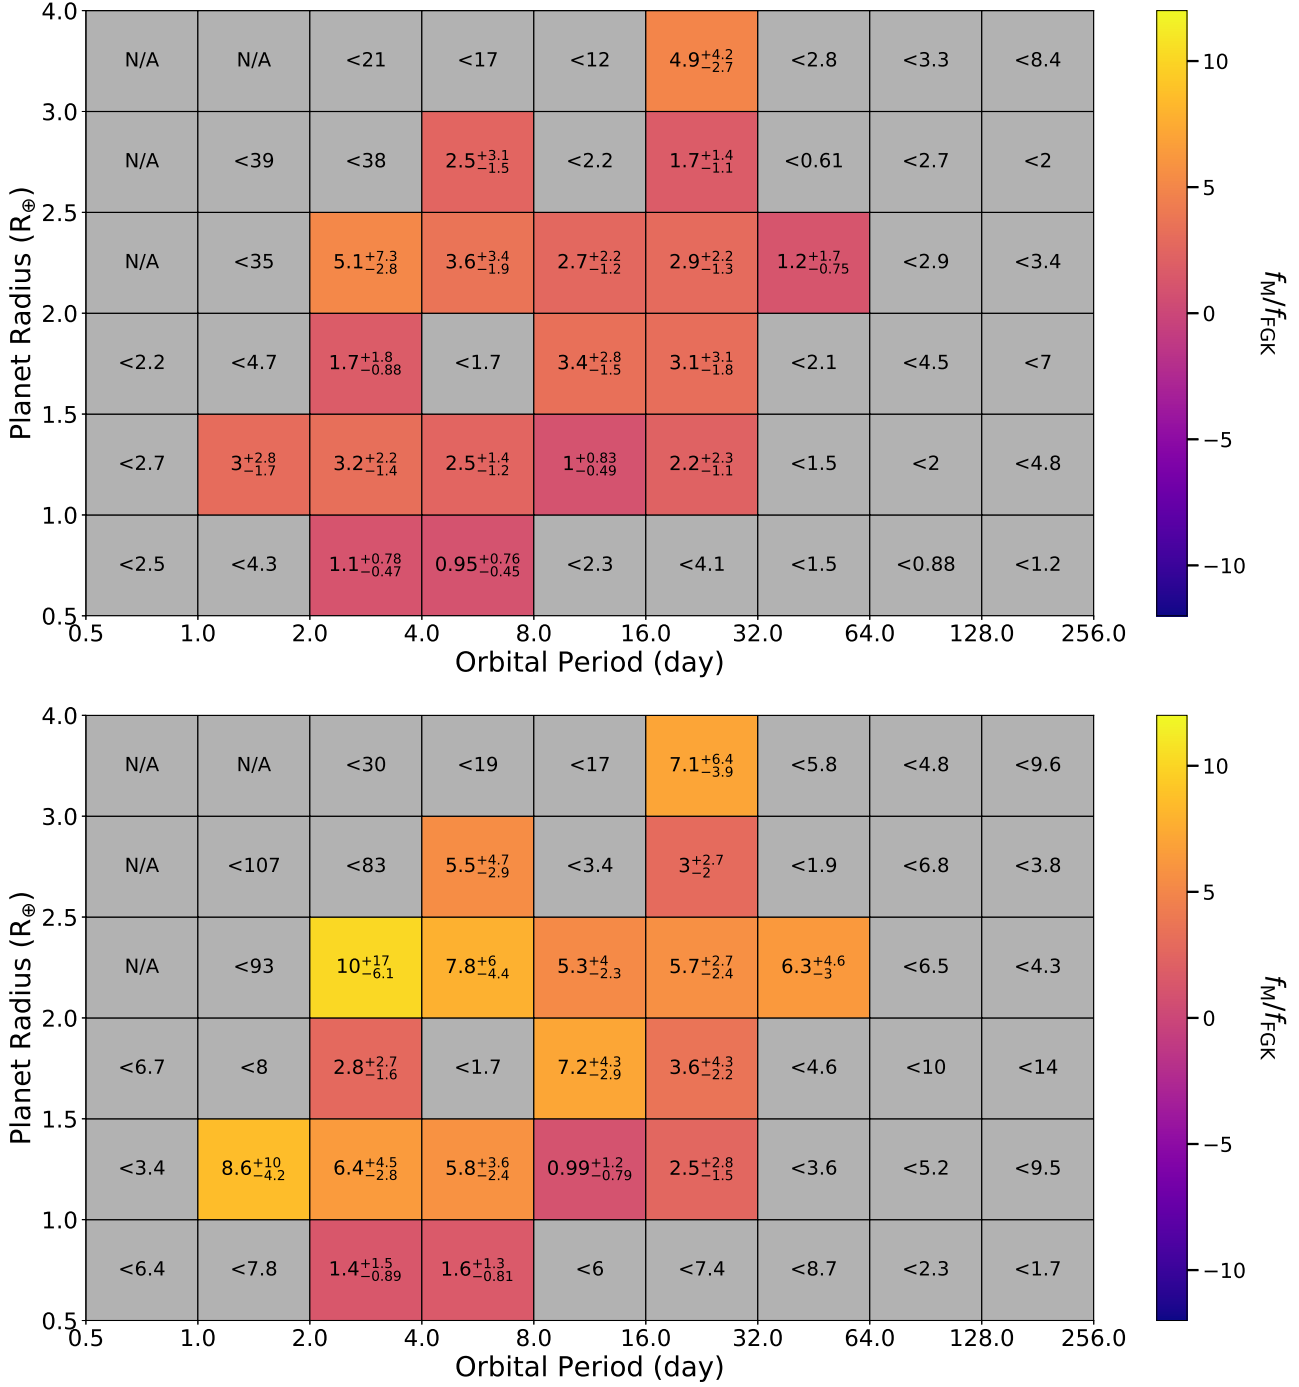 4.0 N/A N/A <21 <17 <12 4.9+4.2−2.7 <2.8 <3.3 <8.4 10
3.0
N/A <39 <38 2.5+3.1−1.5 <2.2 1.7+1.4−1.1 <0.61 <2.7 <2 5
2.5
N/A <35 5.1+7.3−2.8 3.6+3.4−1.9 2.7+2.2−1.2 2.9+2.2−1.3 1.2+1.7−0.75 <2.9 <3.4
2.0 0
<2.2 <4.7 1.7+1.8−0.88 <1.7 3.4+2.8−1.5 3.1+3.1−1.8 <2.1 <4.5 <7
1.5 −5
<2.7 3+2.8−1.7 3.2+2.2−1.4 2.5+1.4−1.2 1+0.83−0.49 2.2+2.3−1.1 <1.5 <2 <4.8
1.0
<2.5 <4.3 1.1+0.78−0.47 0.95+0.76−0.45 <2.3 <4.1 <1.5 <0.88 <1.2 −10
0.5
0.5 1.0 2.0 4.0 8.0 16.0 32.0 64.0 128.0 256.0
Orbital Period (day)
Planet Radius (R⊕)
fM/fFGK
4.0 N/A N/A <30 <19 <17 7.1+6.4−3.9 <5.8 <4.8 <9.6 10
3.0
N/A <107 <83 5.5+4.7−2.9 <3.4 3+2.7−2 <1.9 <6.8 <3.8 5
2.5
N/A <93 10+17−6.1 7.8+6−4.4 5.3+4−2.3 5.7+2.7−2.4 6.3+4.6−3 <6.5 <4.3
2.0 0
<6.7 <8 2.8+2.7−1.6 <1.7 7.2+4.3−2.9 3.6+4.3−2.2 <4.6 <10 <14
1.5 −5
<3.4 8.6+10−4.2 6.4+4.5−2.8 5.8+3.6−2.4 0.99+1.2−0.79 2.5+2.8−1.5 <3.6 <5.2 <9.5
1.0
<6.4 <7.8 1.4+1.5−0.89 1.6+1.3−0.81 <6 <7.4 <8.7 <2.3 <1.7 −10
0.5
0.5 1.0 2.0 4.0 8.0 16.0 32.0 64.0 128.0 256.0
Orbital Period (day)
Planet Radius (R⊕)
fM/fFGK